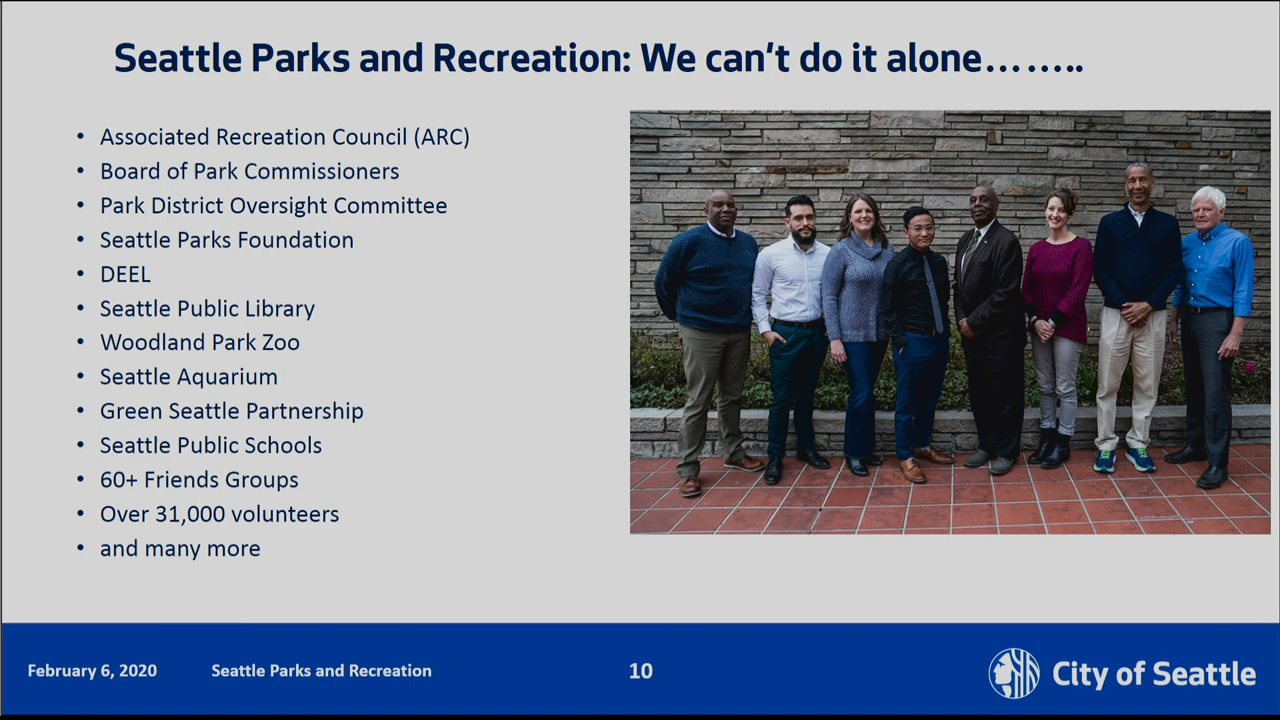 Seattle Parks and Recreation: We can't do it alone……..
• Associated Recreation Council (ARC)
• Board of Park Commissioners
• Park District Oversight Committee
• Seattle Parks Foundation
• DEEL
• Seattle Public Library
• Woodland Park Zoo
• Seattle Aquarium
• Green Seattle Partnership
• Seattle Public Schools
• 60+ Friends Groups
• Over 31,000 volunteers
• and many more
February 6, 2020 Seattle Parks and Recreation 10 City of Seattle